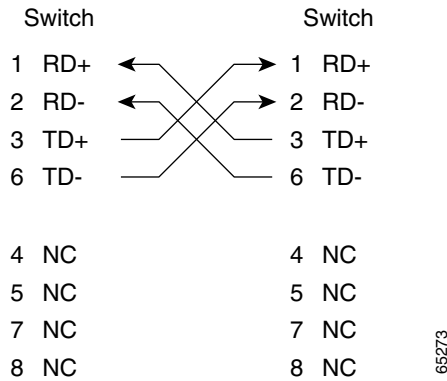 Switch Switch
1 RD+ 1 RD+
2 RD- 2 RD-
3 TD+ 3 TD+
6 TD- 6 TD-
4 NC 4 NC
5 NC 5 NC
7 NC 7 NC
8 NC 8 NC
65273